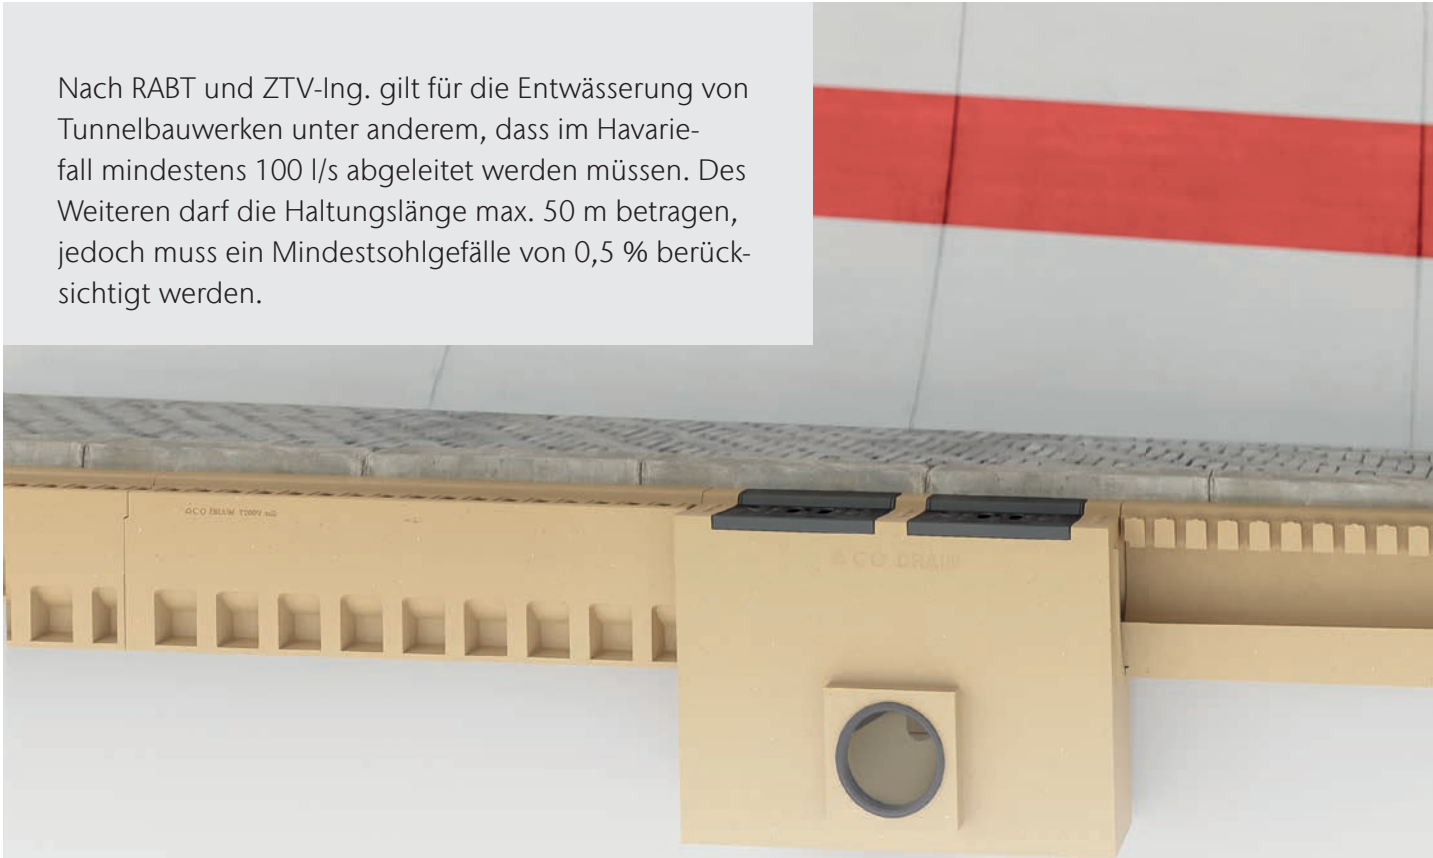 Nach RABT und ZTV-Ing. gilt für die Entwässerung von
Tunnelbauwerken unter anderem, dass im Havarie-
fall mindestens 100 l/s abgeleitet werden müssen. Des
Weiteren darf die Haltungslänge max. 50 m betragen,
jedoch muss ein Mindestsohlgefälle von 0,5 % berück-
sichtigt werden.
ACO DRAIN